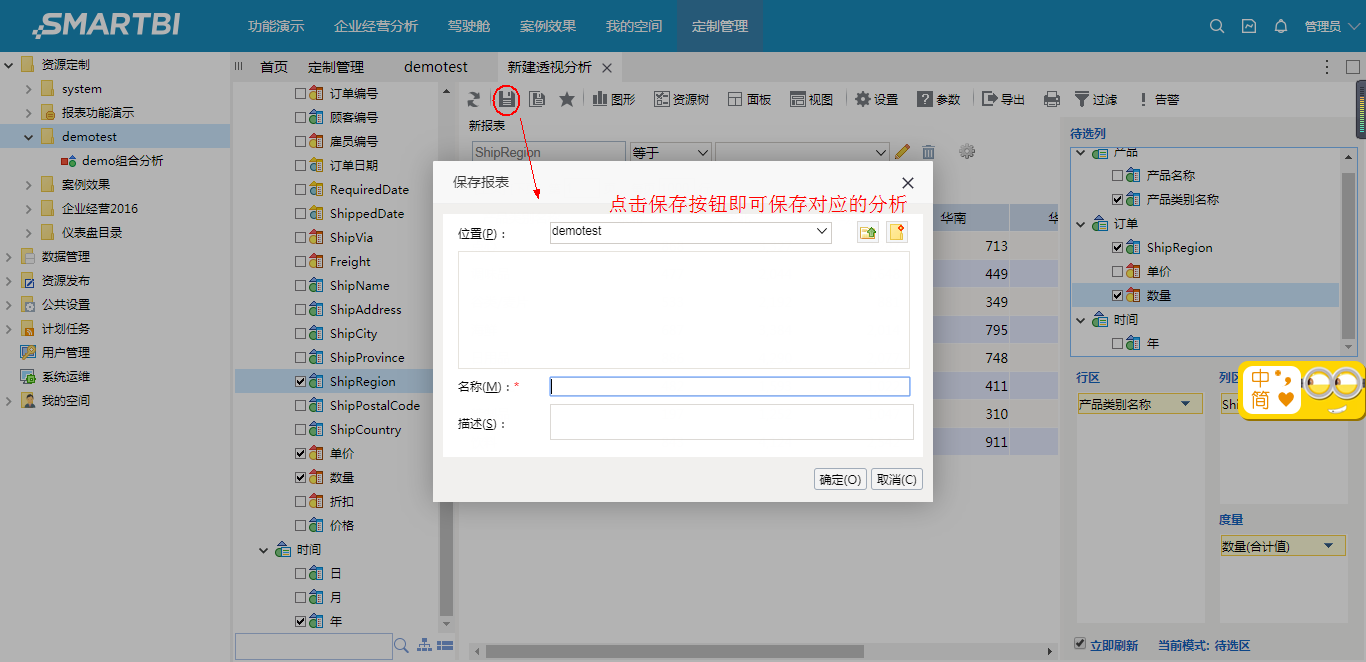 SMARTBI
功能演示 企业经营分析 驾驶舱 案例效果 我的空间 定制管理 管理员
资源定制
system
报表功能演示
demotest
demo组合分析
案例效果
企业经营2016
仪表盘目录
数据管理
资源发布
公共设置
计划任务
用户管理
系统运维
我的空间
首页 定制管理 demotest 新建透视分析
订单编号
顾客编号
雇员编号
订单日期
RequiredDate
ShippedDate
ShipVia
Freight
ShipName
ShipAddress
ShipCity
ShipProvince
ShipRegion
ShipPostalCode
ShipCountry
单价
数量
折扣
价格
时间
日
月
年
图形 资源树 面板 视图 设置 参数 导出 过滤 告警
新报表
ShipRegion 等于
保存报表
点击保存按钮即可保存对应的分析
位置(P)： demotest
名称(M)：*
描述(S)：
确定(O) 取消(C)
华南 华
713
449
349
795
748
411
310
911
待选列
产品
产品名称
产品类别名称
订单
ShipRegion
单价
数量
时间
年
行区 列区
产品类别名称 Shi
中
简
度量
数量(合计值)
立即刷新 当前模式: 待选区